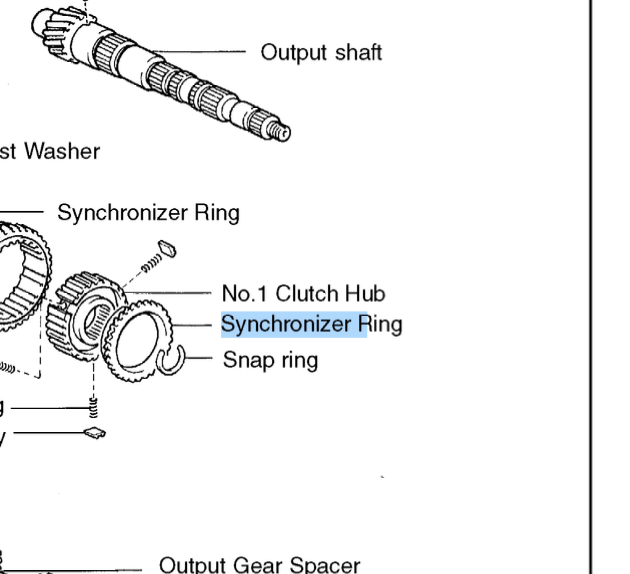 Output shaft
st Washer
Synchronizer Ring
No.1 Clutch Hub
Synchronizer Ring
Snap ring
g
y
Output Gear Spacer